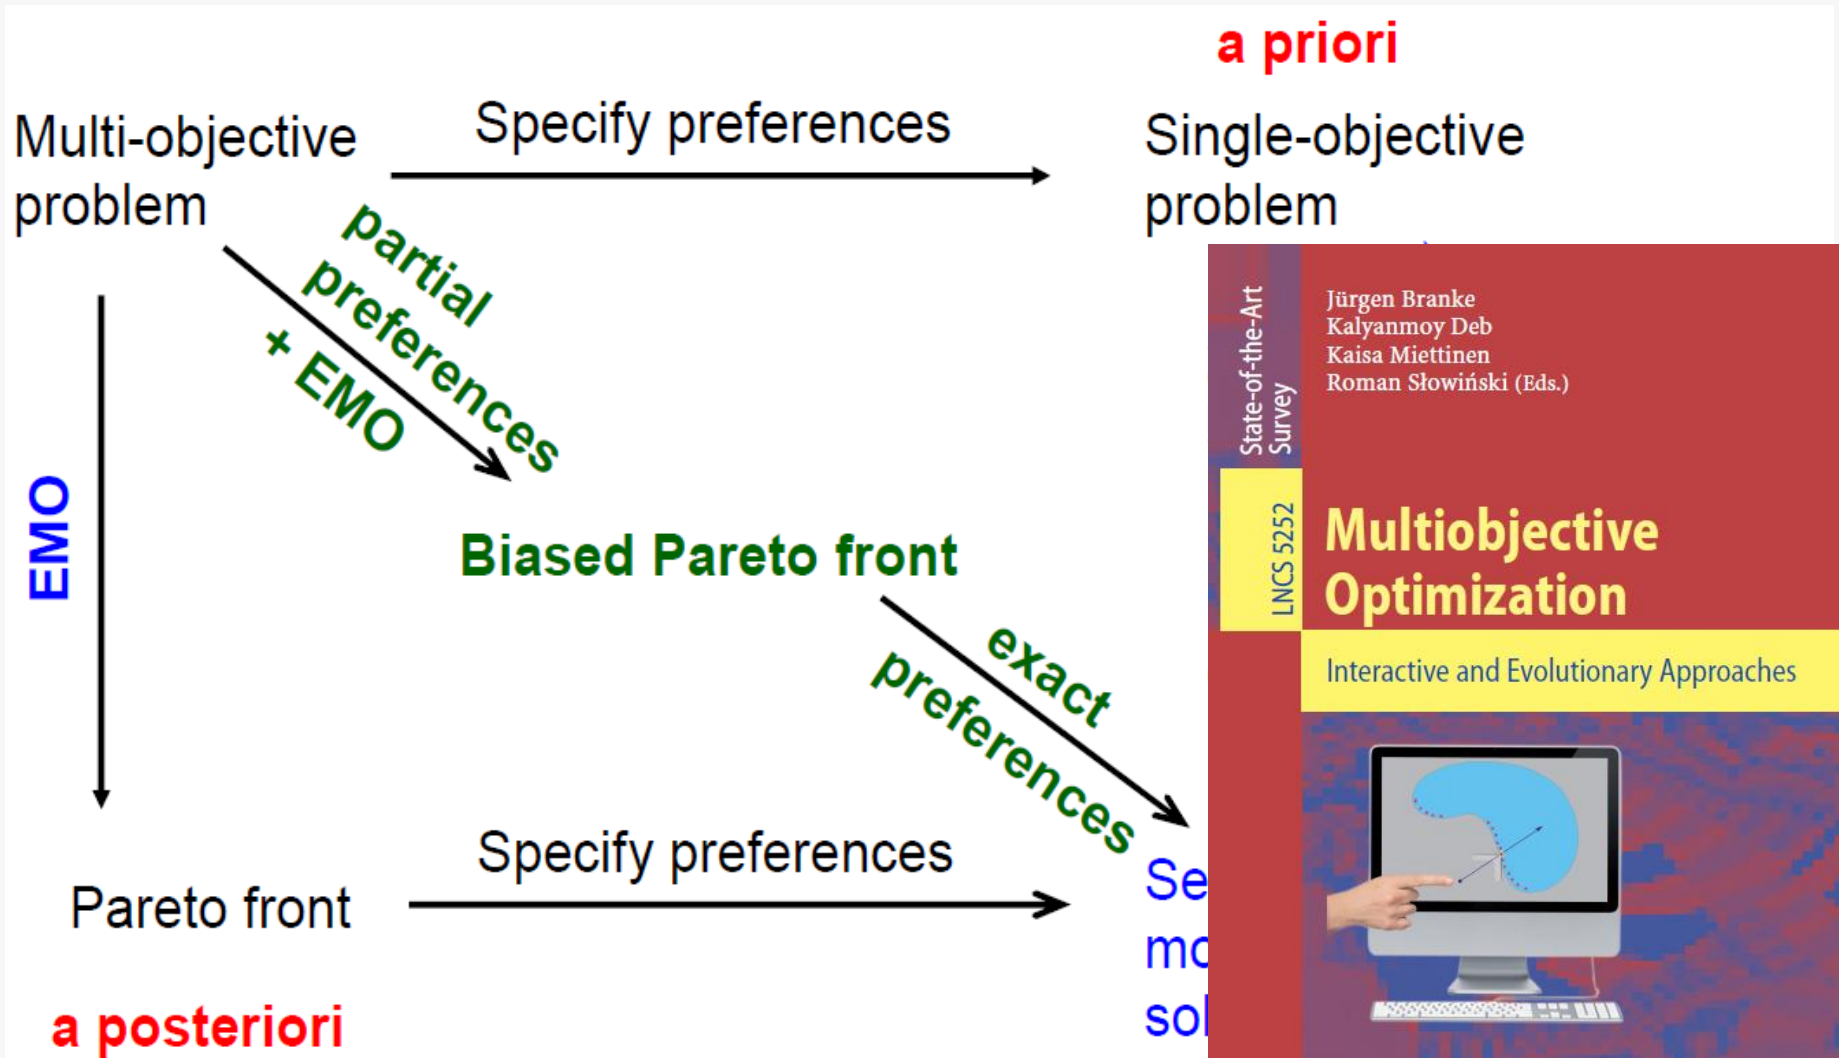 a priori
Multi-objective
problem
Specify preferences
Single-objective
problem
partial
preferences
+ EMO
EMO
Biased Pareto front
exact
preferences
Pareto front
Specify preferences
a posteriori
State-of-the-Art
Survey
Jürgen Branke
Kalyanmoy Deb
Kaisa Miettinen
Roman Słowiński (Eds.)
LNCS 5252
Multiobjective
Optimization
Interactive and Evolutionary Approaches